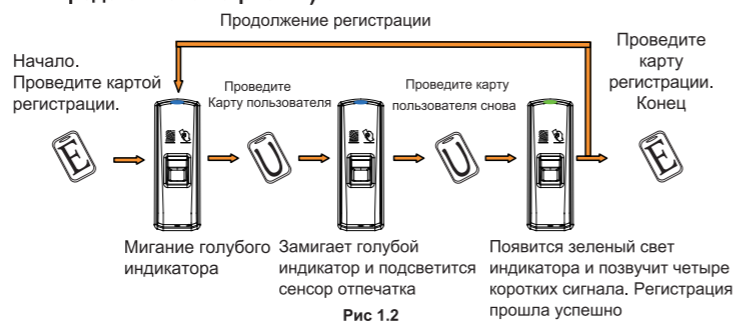 Продолжение регистрации
Начало.
Проведите картой
регистрации.
Проведите
Карту пользователя
Проведите карту
пользователя снова
Проведите
карту
регистрации.
Конец
E
U
U
E
Мигание голубого
индикатора
Замигает голубой
индикатор и подсветится
сенсор отпечатка
Появится зеленый свет
индикатора и позвучит четыре
коротких сигнала. Регистрация
прошла успешно
Рис 1.2